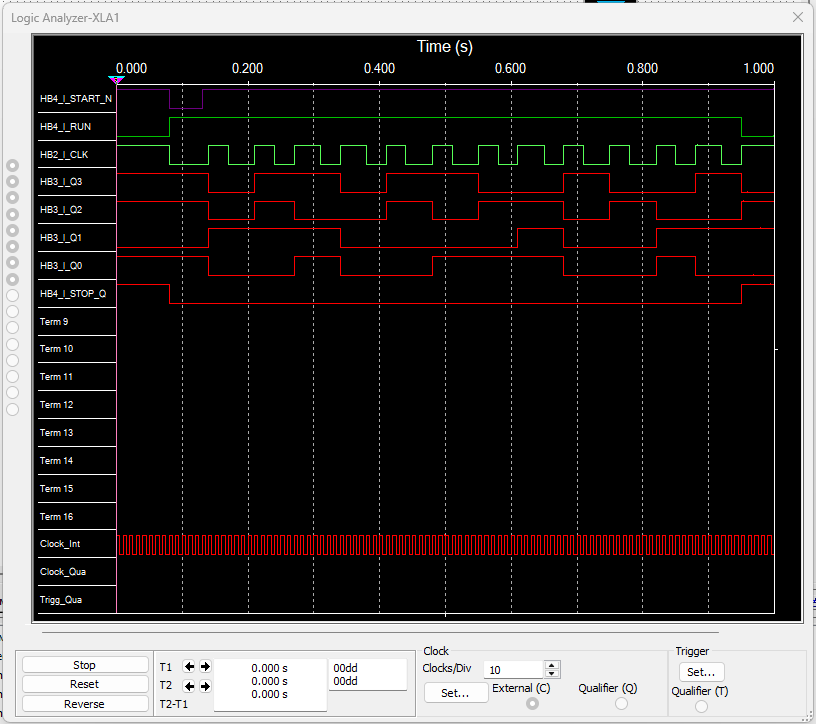 Logic Analyzer-XLA1
Time (s)
0.000 0.200 0.400 0.600 0.800 1.000
HB4_I_START_N
HB4_I_RUN
HB2_I_CLK
HB3_I_Q3
HB3_I_Q2
HB3_I_Q1
HB3_I_Q0
HB4_I_STOP_Q
Term 9
Term 10
Term 11
Term 12
Term 13
Term 14
Term 15
Term 16
Clock_Int
Clock_Qua
Trigg_Qua
Stop
Reset
Reverse
T1 0.000 s 00dd
T2 0.000 s 00dd
T2-T1 0.000 s
Clock
Clocks/Div 10
Set... External (C) Qualifier (Q)
Trigger
Set...
Qualifier (T)